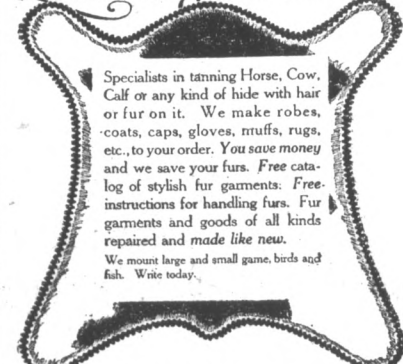 Specialists in tanning Horse, Cow,
Calf or any kind of hide with hair
or fur on it. We make robes,
coats, caps, gloves, muffs, rugs,
etc., to your order. You save money
and we save your furs. Free cata-
log of stylish fur garments. Free
instructions for handling furs. Fur
garments and goods of all kinds
repaired and made like new.
We mount large and small game, birds and
fish. Write today.